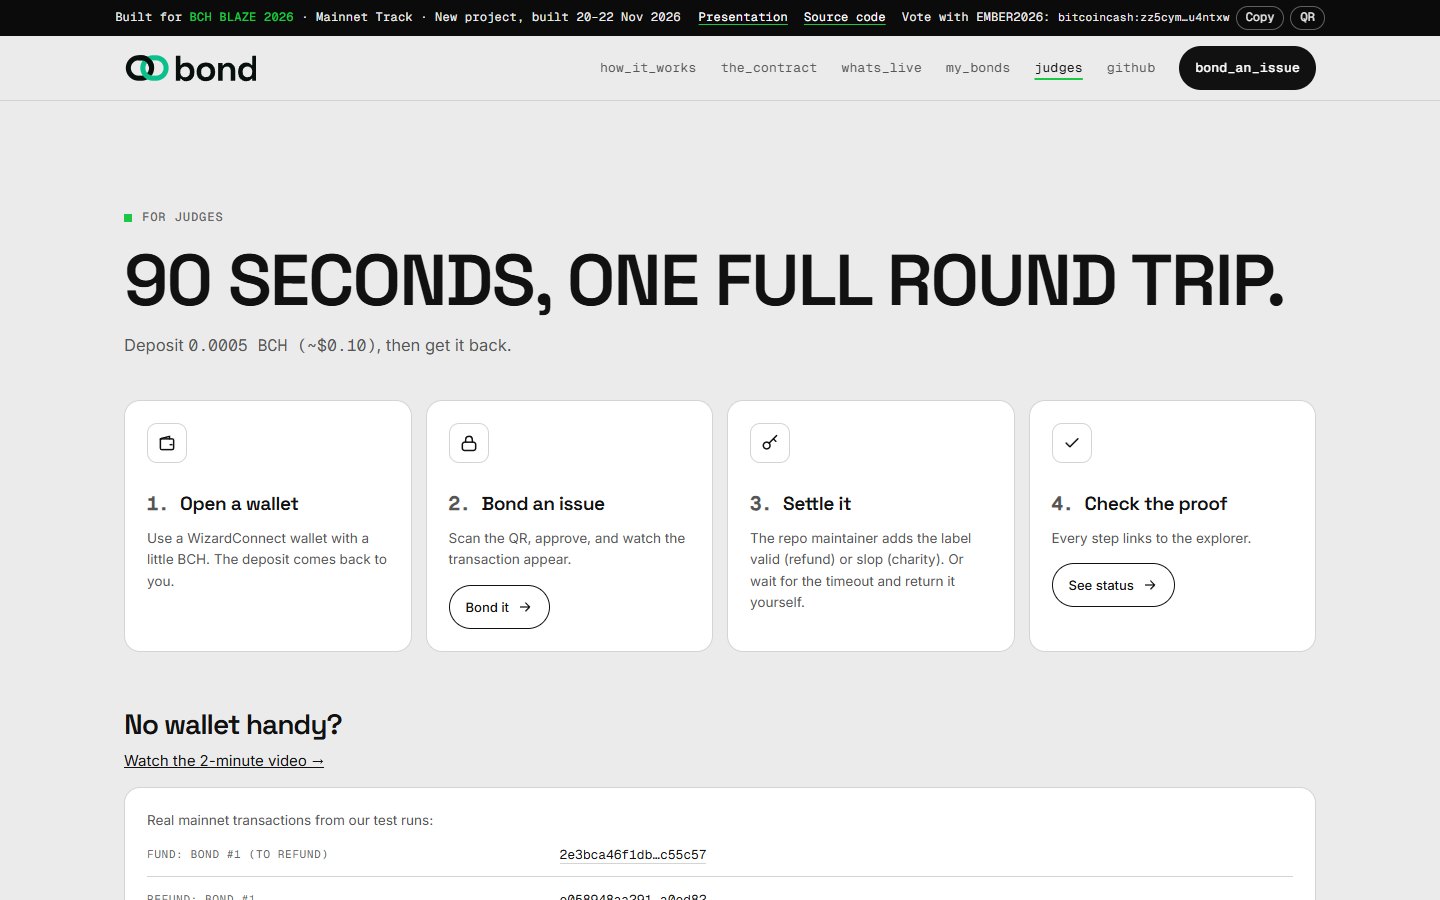 Built for BCH BLAZE 2026 · Mainnet Track · New project, built 20–22 Nov 2026 Presentation Source code Vote with EMBER2026: bitcoincash:zz5cym…u4ntxw Copy QR
bond how_it_works the_contract whats_live my_bonds judges github bond_an_issue
FOR JUDGES
90 SECONDS, ONE FULL ROUND TRIP.
Deposit 0.0005 BCH (~$0.10), then get it back.
1. Open a wallet
Use a WizardConnect wallet with a
little BCH. The deposit comes back to
you.
2. Bond an issue
Scan the QR, approve, and watch the
transaction appear.
Bond it →
3. Settle it
The repo maintainer adds the label
valid (refund) or slop (charity). Or
wait for the timeout and return it
yourself.
4. Check the proof
Every step links to the explorer.
See status →
No wallet handy?
Watch the 2-minute video →
Real mainnet transactions from our test runs:
FUND: BOND #1 (TO REFUND) 2e3bca46f1db…c55c57
REFUND: BOND #1